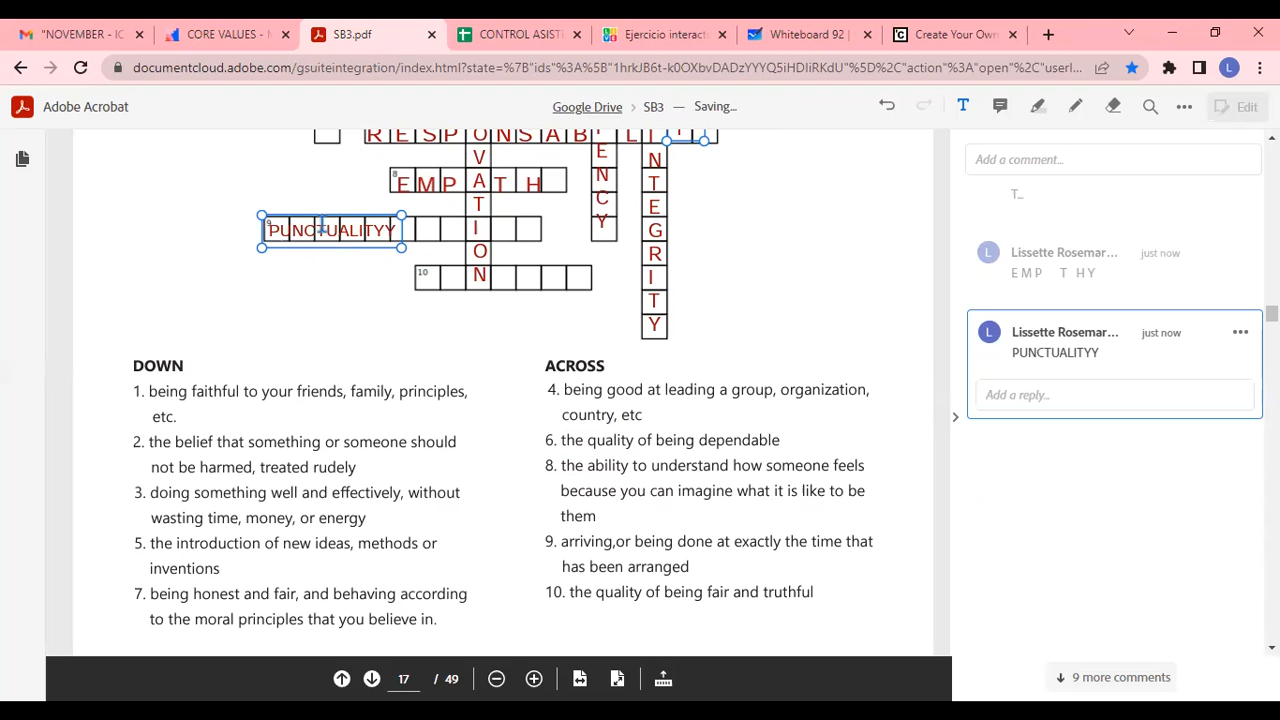 "NOVEMBER - IC
CORE VALUES - M
SB3.pdf
CONTROL ASIST
Ejercicio interact
Whiteboard 92 |
Create Your Own
documentcloud.adobe.com/gsuiteintegration/index.html?state=%7B"ids"%3A%5B"1hrkJB6t-k0OXbvDADzYYYQ5iHDIiRKdU"%5D%2C"action"%3A"open"%2C"userI...
L
Adobe Acrobat
Google Drive > SB3 — Saving...
Edit
RESPONSABILITY
OVATION
ENCY
INTEGRITY
8
EMPATH
9
PUNCTUALITYY
10
DOWN
1. being faithful to your friends, family, principles,
etc.
2. the belief that something or someone should
not be harmed, treated rudely
3. doing something well and effectively, without
wasting time, money, or energy
5. the introduction of new ideas, methods or
inventions
7. being honest and fair, and behaving according
to the moral principles that you believe in.
ACROSS
4. being good at leading a group, organization,
country, etc
6. the quality of being dependable
8. the ability to understand how someone feels
because you can imagine what it is like to be
them
9. arriving,or being done at exactly the time that
has been arranged
10. the quality of being fair and truthful
17 / 49
Add a comment...
T_
L
Lissette Rosemar... just now
E M P T H Y
L
Lissette Rosemar... just now
PUNCTUALITYY
Add a reply...
9 more comments